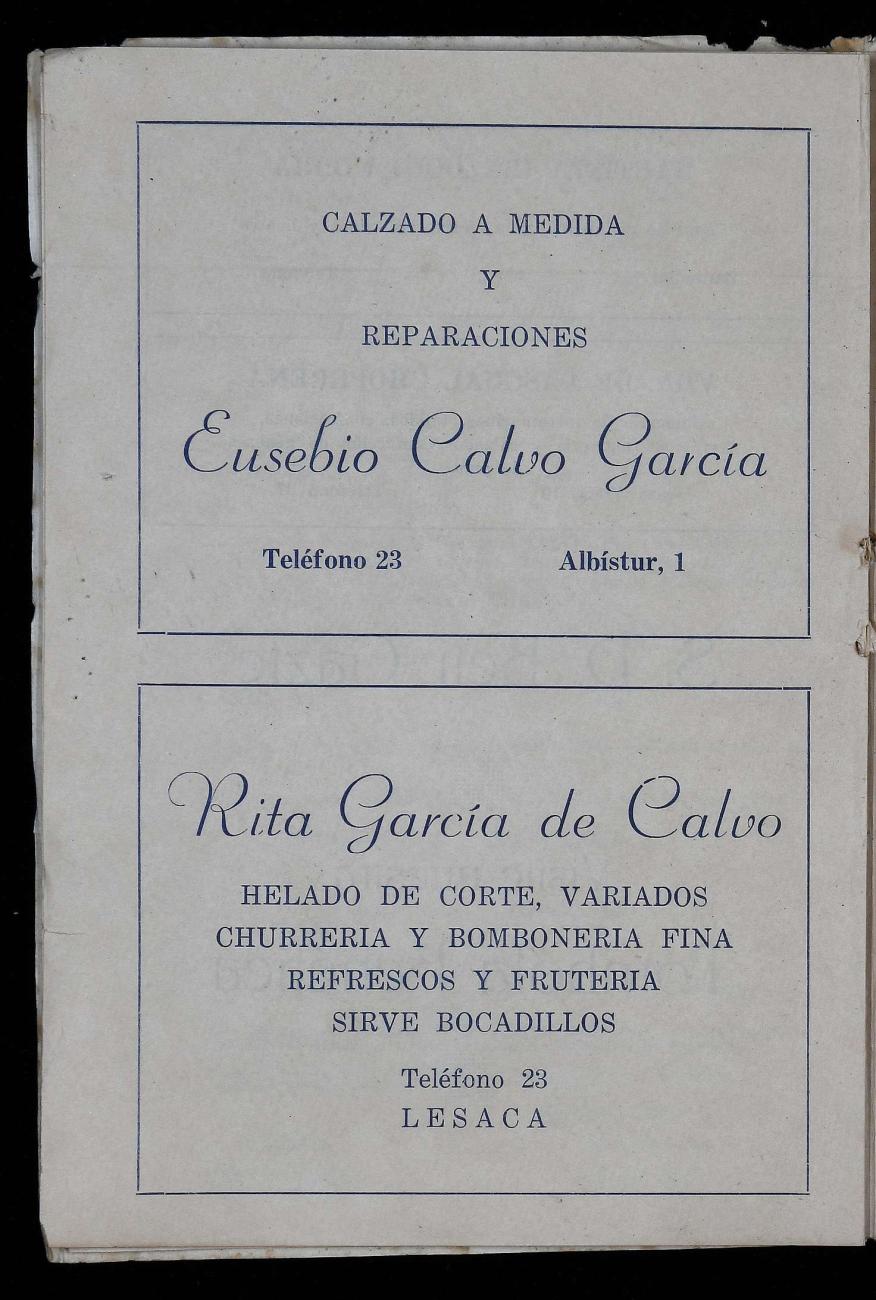 CALZADO A MEDIDA
Y
REPARACIONES
Eusebio Calvo García
Teléfono 23 Albístur, 1
Rita García de Calvo
HELADO DE CORTE, VARIADOS
CHURRERIA Y BOMBONERIA FINA
REFRESCOS Y FRUTERIA
SIRVE BOCADILLOS
Teléfono 23
LESACA